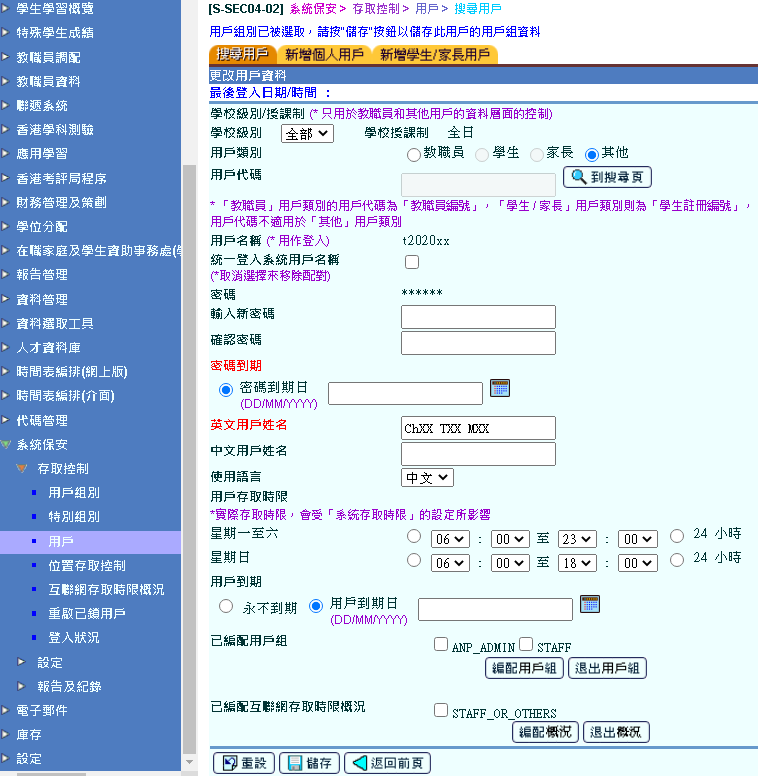 學生學習概覽
特殊學生成績
教職員調配
教職員資料
聯遞系統
香港學科測驗
應用學習
香港考評局程序
財務管理及策劃
學位分配
在職家庭及學生資助事務處(學
報告管理
資料管理
資料選取工具
人才資料庫
時間表編排(網上版)
時間表編排(介面)
代碼管理
系統保安
存取控制
用戶組別
特別組別
用戶
位置存取控制
互聯網存取時限概況
重啟已鎖用戶
登入狀況
設定
報告及紀錄
電子郵件
庫存
設定
[S-SEC04-02] 系統保安 > 存取控制 > 用戶 > 搜尋用戶
用戶組別已被選取，請按"儲存"按鈕以儲存此用戶的用戶組資料
搜尋用戶 新增個人用戶 新增學生/家長用戶
更改用戶資料
最後登入日期/時間 ：
學校級別/授課制 (* 只用於教職員和其他用戶的資料層面的控制)
學校級別 全部 學校授課制 全日
用戶類別 教職員 學生 家長 其他
用戶代碼 到搜尋頁
* 「教職員」用戶類別的用戶代碼為「教職員編號」，「學生 / 家長」用戶類別則為「學生註冊編號」，
用戶代碼不適用於「其他」用戶類別
用戶名稱 (* 用作登入) t2020xx
統一登入系統用戶名稱
(*取消選擇來移除配對)
密碼 ******
輸入新密碼
確認密碼
密碼到期
密碼到期日
(DD/MM/YYYY)
英文用戶姓名 ChXX TXX MXX
中文用戶姓名
使用語言 中文
用戶存取時限
*實際存取時限，會受「系統存取時限」的設定所影響
星期一至六 06 : 00 至 23 : 00 24 小時
星期日 06 : 00 至 18 : 00 24 小時
用戶到期
永不到期 用戶到期日
(DD/MM/YYYY)
已編配用戶組 ANP_ADMIN STAFF
編配用戶組 退出用戶組
已編配互聯網存取時限概況 STAFF_OR_OTHERS
編配概況 退出概況
重設 儲存 返回前頁